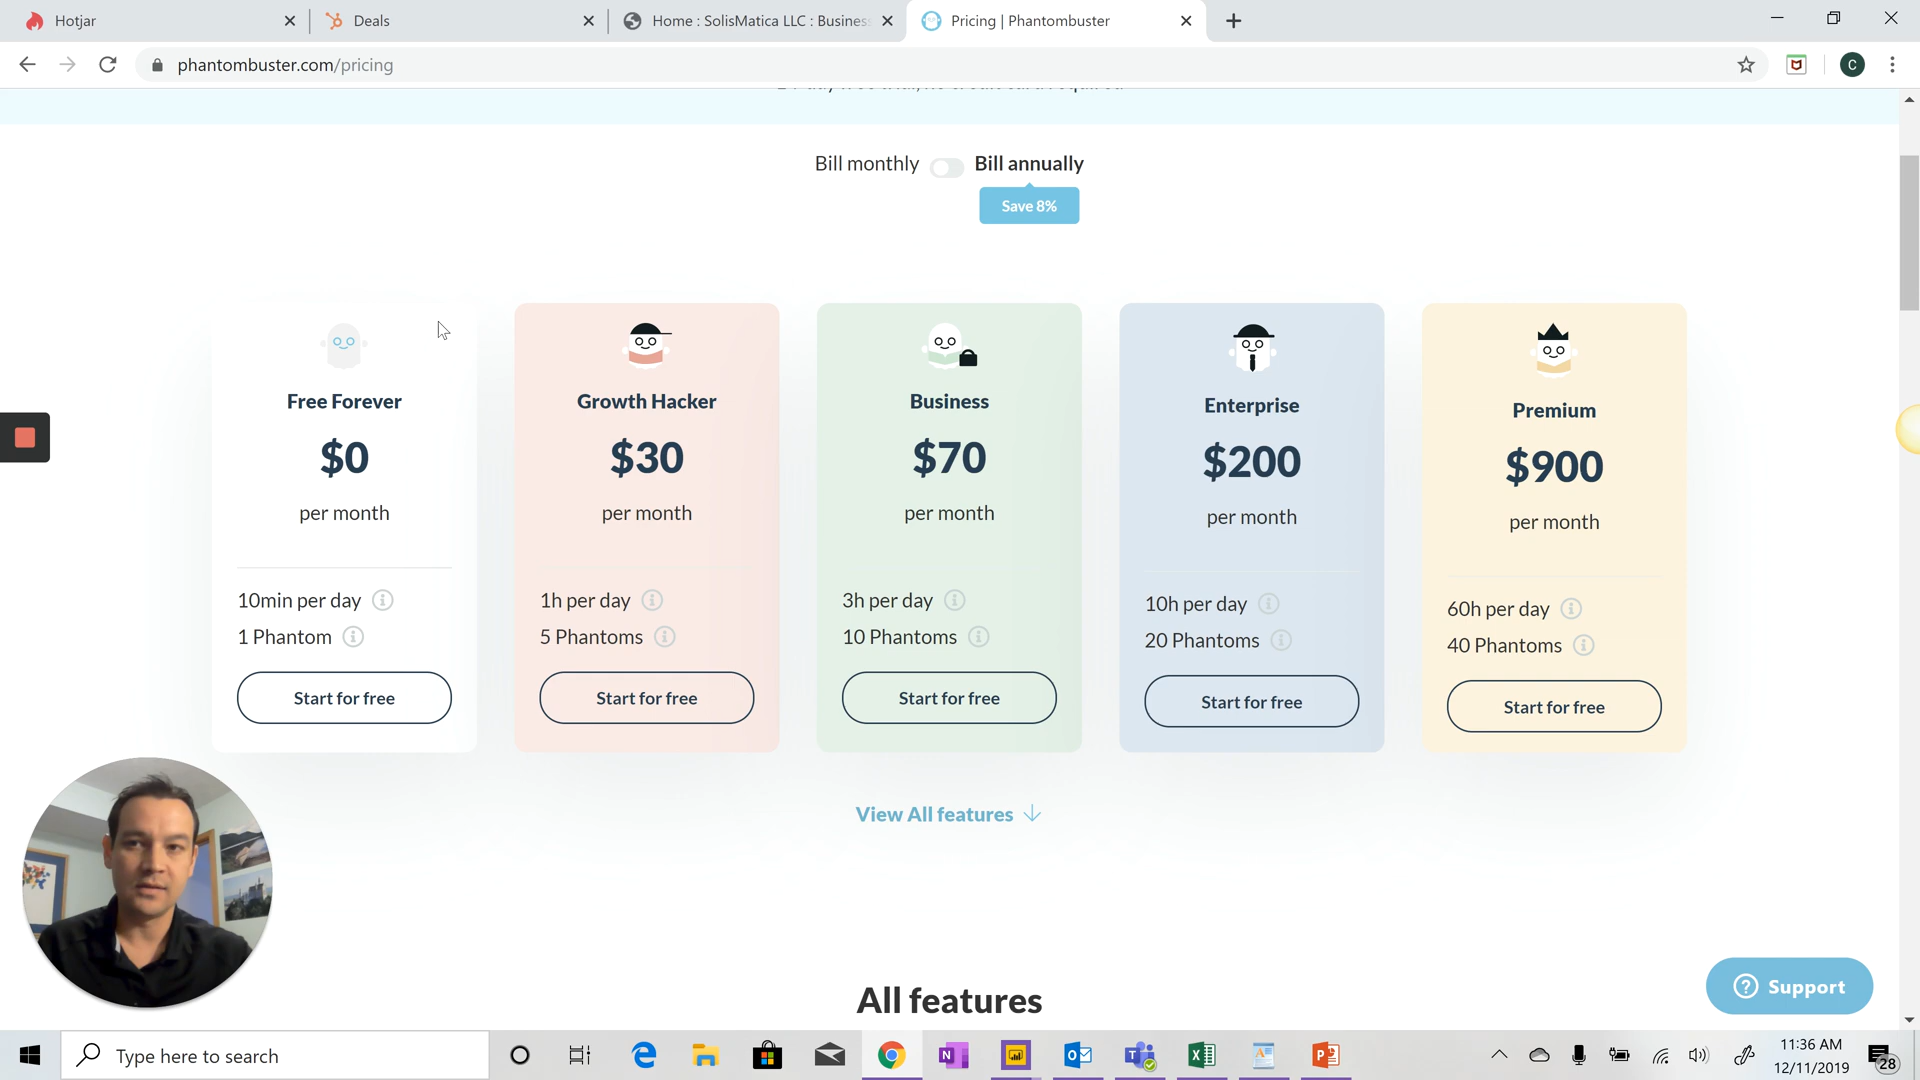 Hotjar
Deals
Home : SolisMatica LLC : Business
Pricing | Phantombuster
phantombuster.com/pricing
C
Bill monthly
Bill annually
Save 8%
Free Forever
$0
per month
10min per day
1 Phantom
Start for free
Growth Hacker
$30
per month
1h per day
5 Phantoms
Start for free
Business
$70
per month
3h per day
10 Phantoms
Start for free
Enterprise
$200
per month
10h per day
20 Phantoms
Start for free
Premium
$900
per month
60h per day
40 Phantoms
Start for free
View All features
All features
Support
Type here to search
11:36 AM
12/11/2019
28